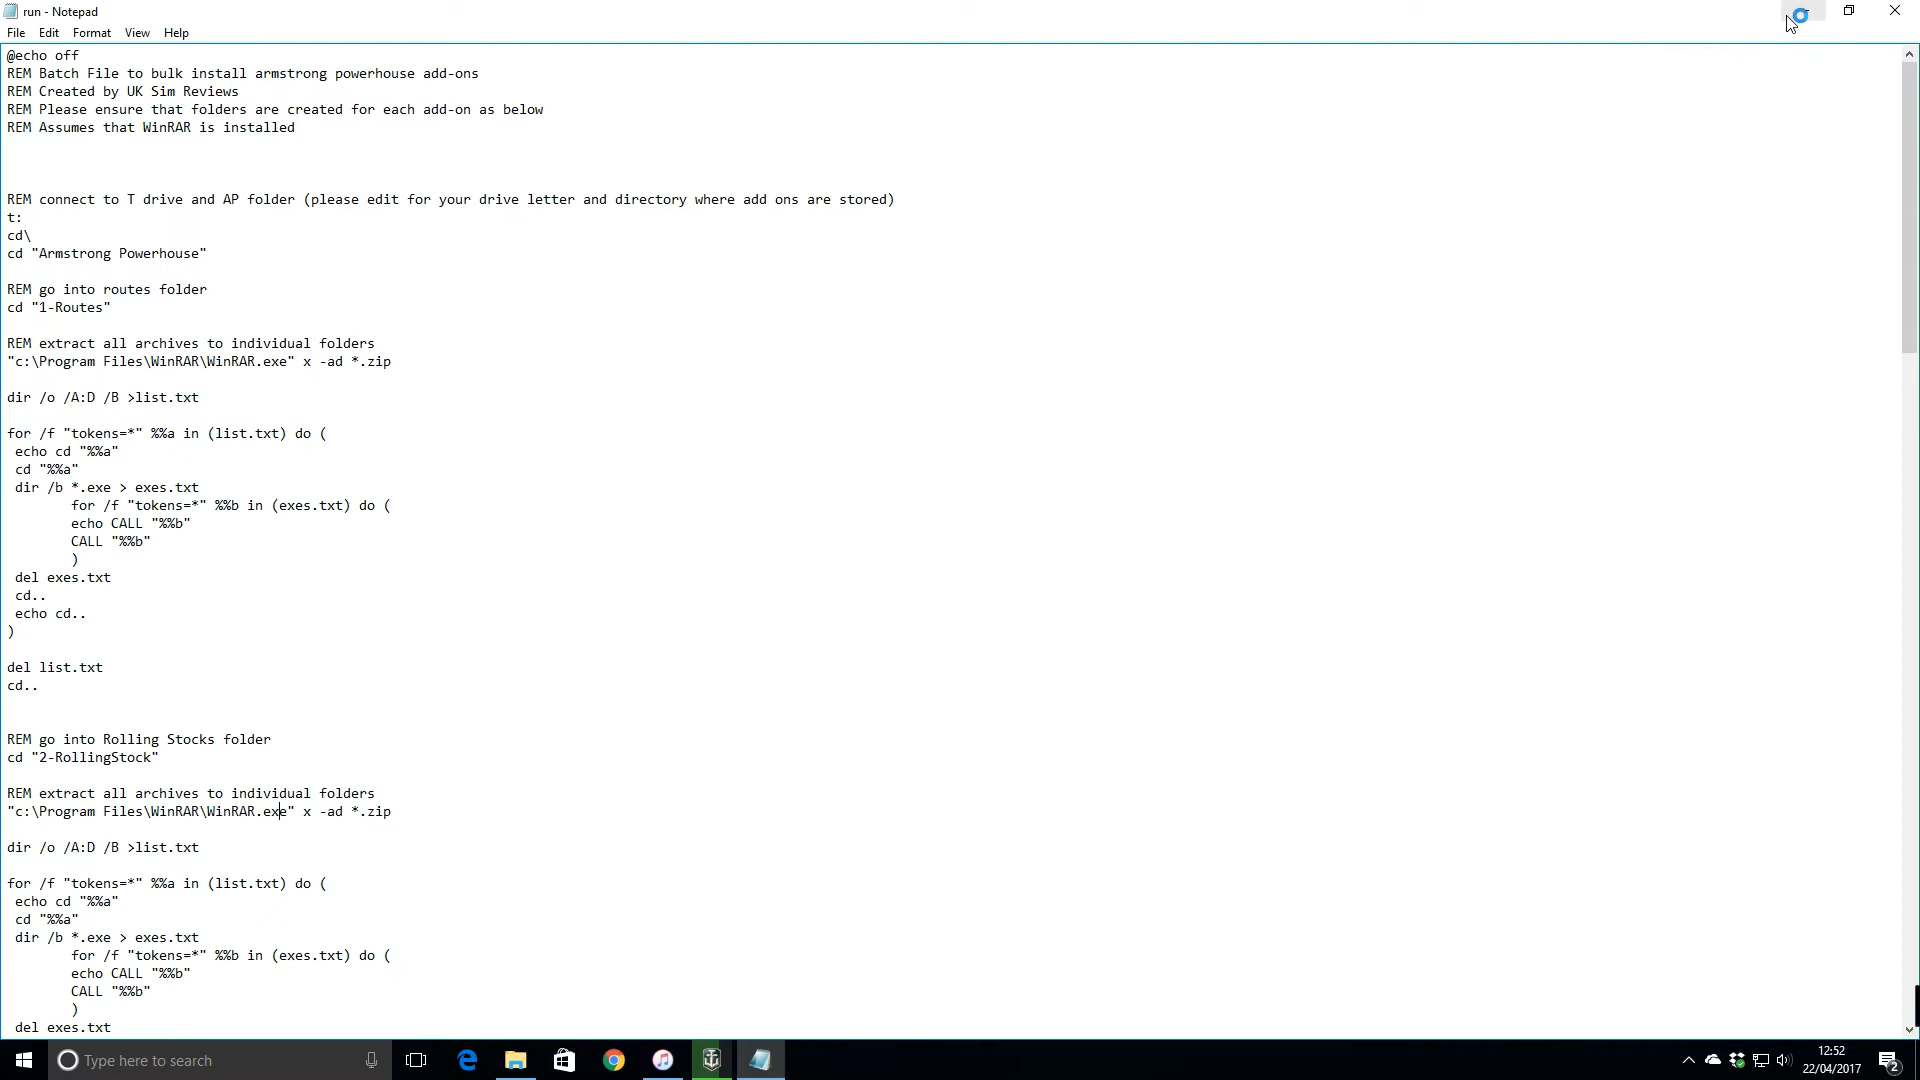 run - Notepad
File Edit Format View Help
@echo off
REM Batch File to bulk install armstrong powerhouse add-ons
REM Created by UK Sim Reviews
REM Please ensure that folders are created for each add-on as below
REM Assumes that WinRAR is installed
REM connect to T drive and AP folder (please edit for your drive letter and directory where add ons are stored)
t:
cd\
cd "Armstrong Powerhouse"
REM go into routes folder
cd "1-Routes"
REM extract all archives to individual folders
"c:\Program Files\WinRAR\WinRAR.exe" x -ad *.zip
dir /o /A:D /B >list.txt
for /f "tokens=*" %%a in (list.txt) do (
echo cd "%%a"
cd "%%a"
dir /b *.exe > exes.txt
for /f "tokens=*" %%b in (exes.txt) do (
echo CALL "%%b"
CALL "%%b"
)
del exes.txt
cd..
echo cd..
)
del list.txt
cd..
REM go into Rolling Stocks folder
cd "2-RollingStock"
REM extract all archives to individual folders
"c:\Program Files\WinRAR\WinRAR.exe" x -ad *.zip
dir /o /A:D /B >list.txt
for /f "tokens=*" %%a in (list.txt) do (
echo cd "%%a"
cd "%%a"
dir /b *.exe > exes.txt
for /f "tokens=*" %%b in (exes.txt) do (
echo CALL "%%b"
CALL "%%b"
)
del exes.txt
Type here to search
12:52
22/04/2017
2